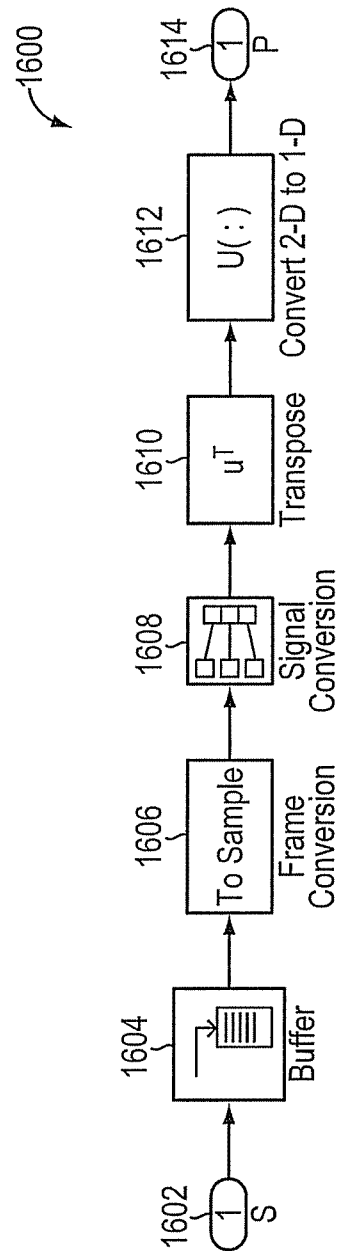 1600
1602
1
S
1604
Buffer
1606
To Sample
Frame
Conversion
1608
Signal
Conversion
1610
u^T
Transpose
1612
U(:)
Convert 2-D to 1-D
1614
1
P